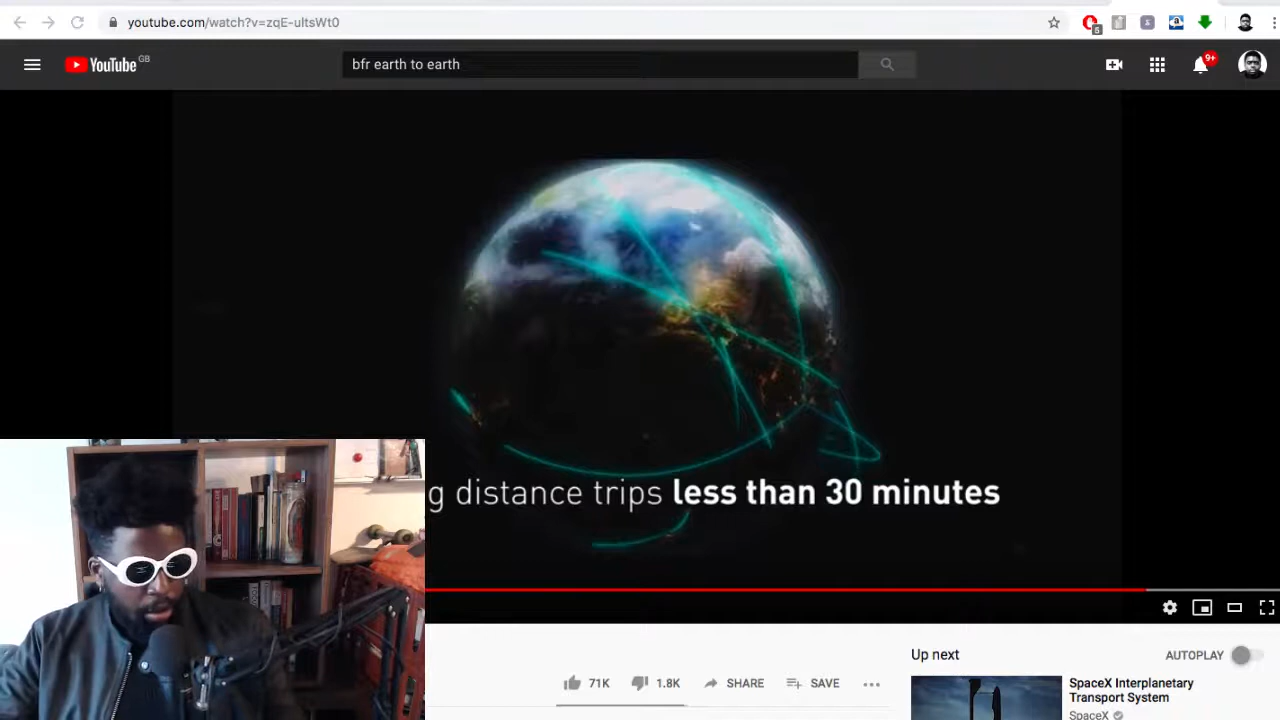 youtube.com/watch?v=zqE-ultsWt0
5
YouTube GB
bfr earth to earth
9+
g distance trips less than 30 minutes
71K
1.8K
SHARE
SAVE
Up next
AUTOPLAY
SpaceX Interplanetary
Transport System
SpaceX